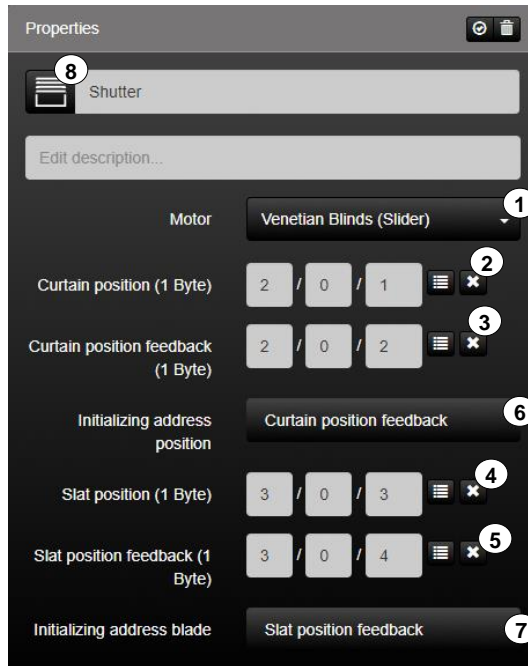 Properties
8
Shutter
Edit description...
1
Motor Venetian Blinds (Slider)
2
Curtain position (1 Byte) 2 / 0 / 1
3
Curtain position feedback
(1 Byte) 2 / 0 / 2
Initializing address
position Curtain position feedback 6
4
Slat position (1 Byte) 3 / 0 / 3
5
Slat position feedback (1
Byte) 3 / 0 / 4
Initializing address blade Slat position feedback 7